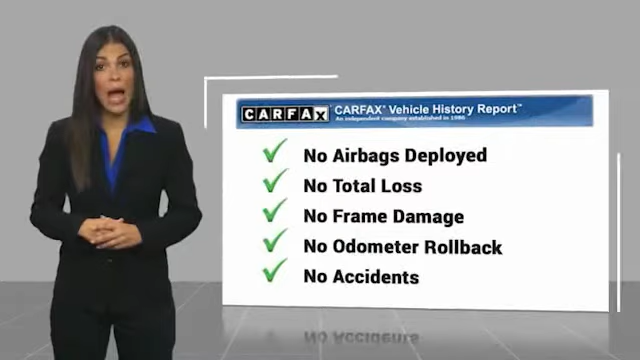 CARFAX CARFAX® Vehicle History Report™
An independent company established in 1986
No Airbags Deployed
No Total Loss
No Frame Damage
No Odometer Rollback
No Accidents